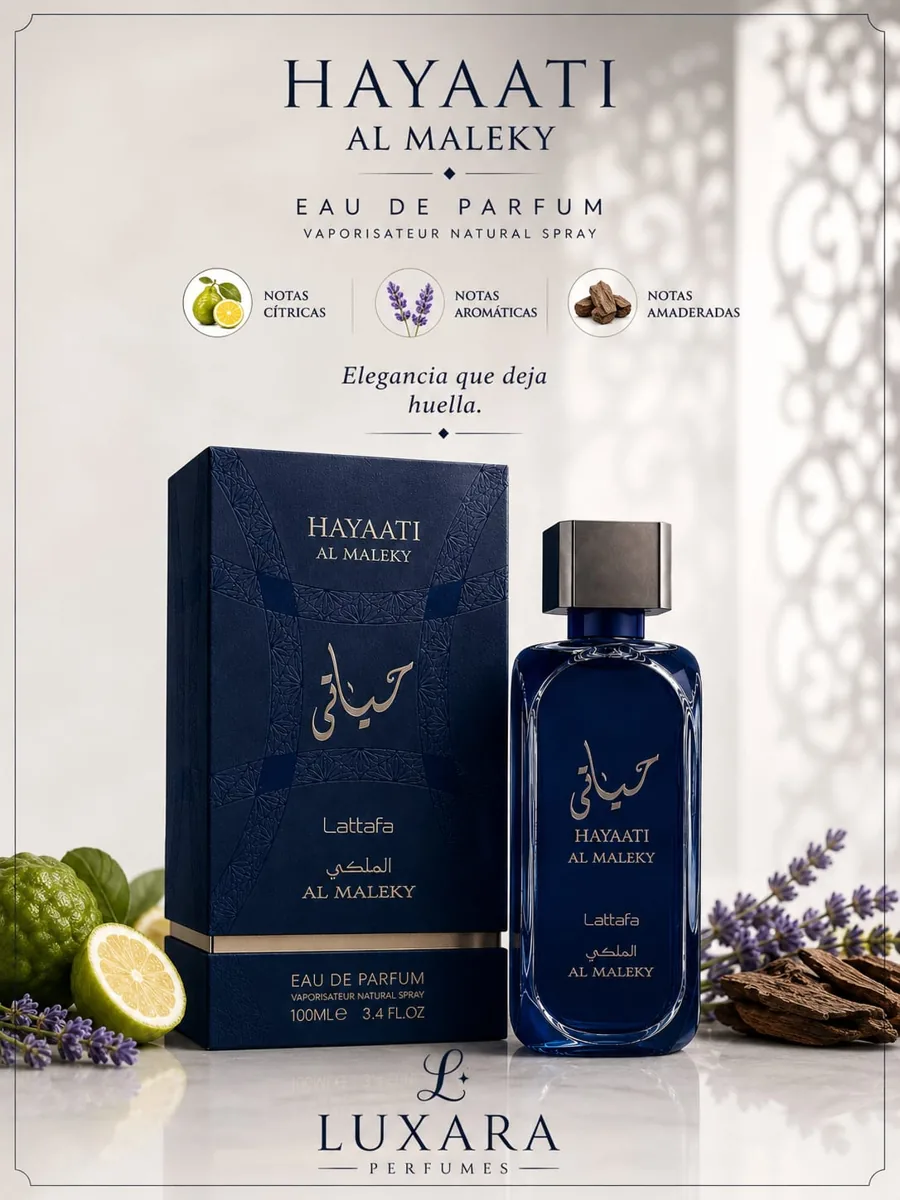 HAYAATI
AL MALEKY
EAU DE PARFUM
VAPORISATEUR NATURAL SPRAY
NOTAS
CÍTRICAS
NOTAS
AROMÁTICAS
NOTAS
AMADERADAS
Elegancia que deja
huella.
HAYAATI
AL MALEKY
حياتي
Lattafa
الملكي
AL MALEKY
EAU DE PARFUM
VAPORISATEUR NATURAL SPRAY
100ML℮ 3.4 FL.OZ
حياتي
HAYAATI
AL MALEKY
Lattafa
الملكي
AL MALEKY
L
LUXARA
PERFUMES